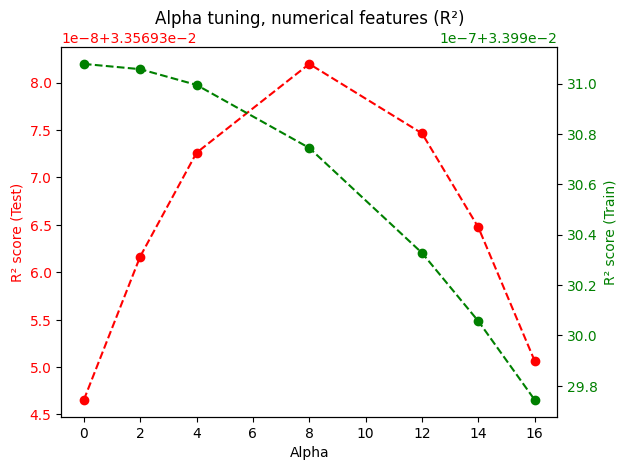 Alpha tuning, numerical features (R²)
1e−8+3.35693e−2
1e−7+3.399e−2
8.0
7.5
7.0
6.5
6.0
5.5
5.0
4.5
R² score (Test)
31.0
30.8
30.6
30.4
30.2
30.0
29.8
R² score (Train)
0 2 4 6 8 10 12 14 16
Alpha